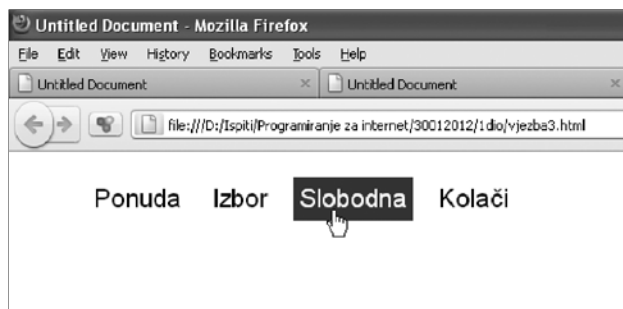 Untitled Document - Mozilla Firefox
File Edit View History Bookmarks Tools Help
Untitled Document × Untitled Document ×
file:///D:/Ispiti/Programiranje za internet/30012012/1dio/vjezba3.html
Ponuda Izbor Slobodna Kolači